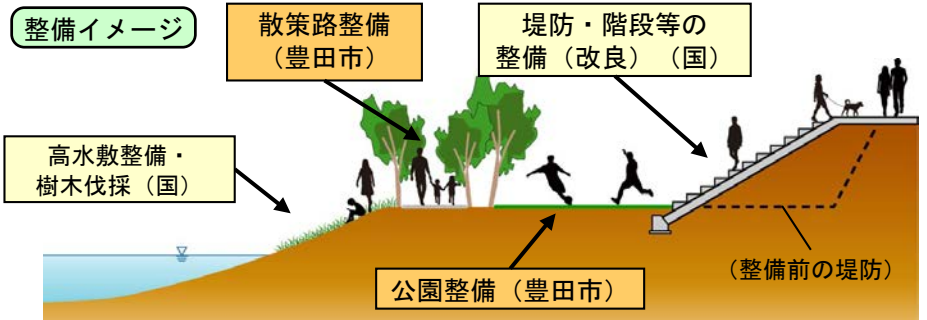 整備イメージ
散策路整備
（豊田市）
堤防・階段等の
整備（改良）（国）
高水敷整備・
樹木伐採（国）
（整備前の堤防）
公園整備（豊田市）